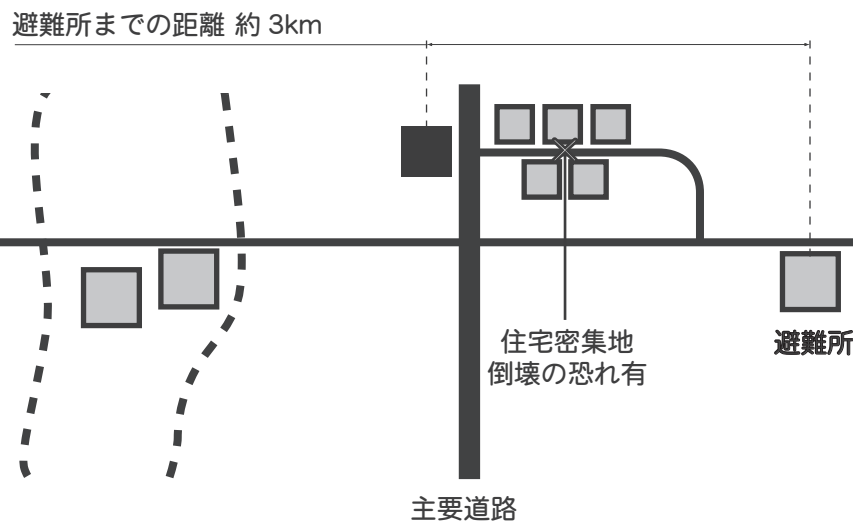 避難所までの距離 約 3km
住宅密集地
倒壊の恐れ有
避難所
主要道路